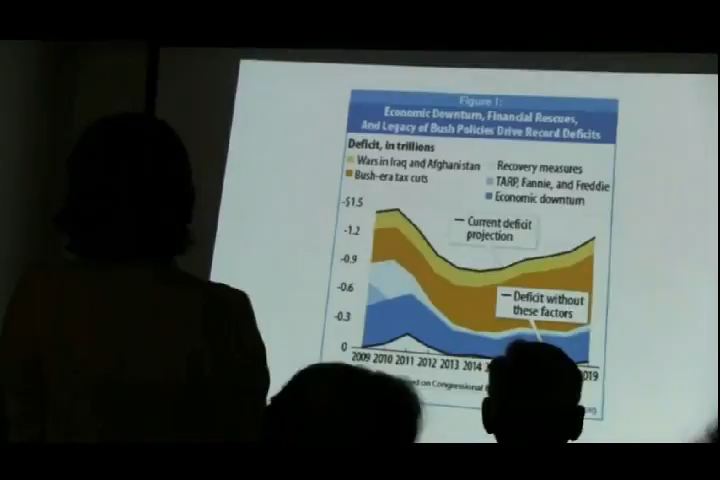 Figure 1:
Economic Downturn, Financial Rescues,
And Legacy of Bush Policies Drive Record Deficits
Deficit, in trillions
Wars in Iraq and Afghanistan
Bush-era tax cuts
Recovery measures
TARP, Fannie, and Freddie
Economic downturn
-$1.5
-1.2
-0.9
-0.6
-0.3
0
Current deficit
projection
Deficit without
these factors
2009 2010 2011 2012 2013 2014 2019
on Congressional